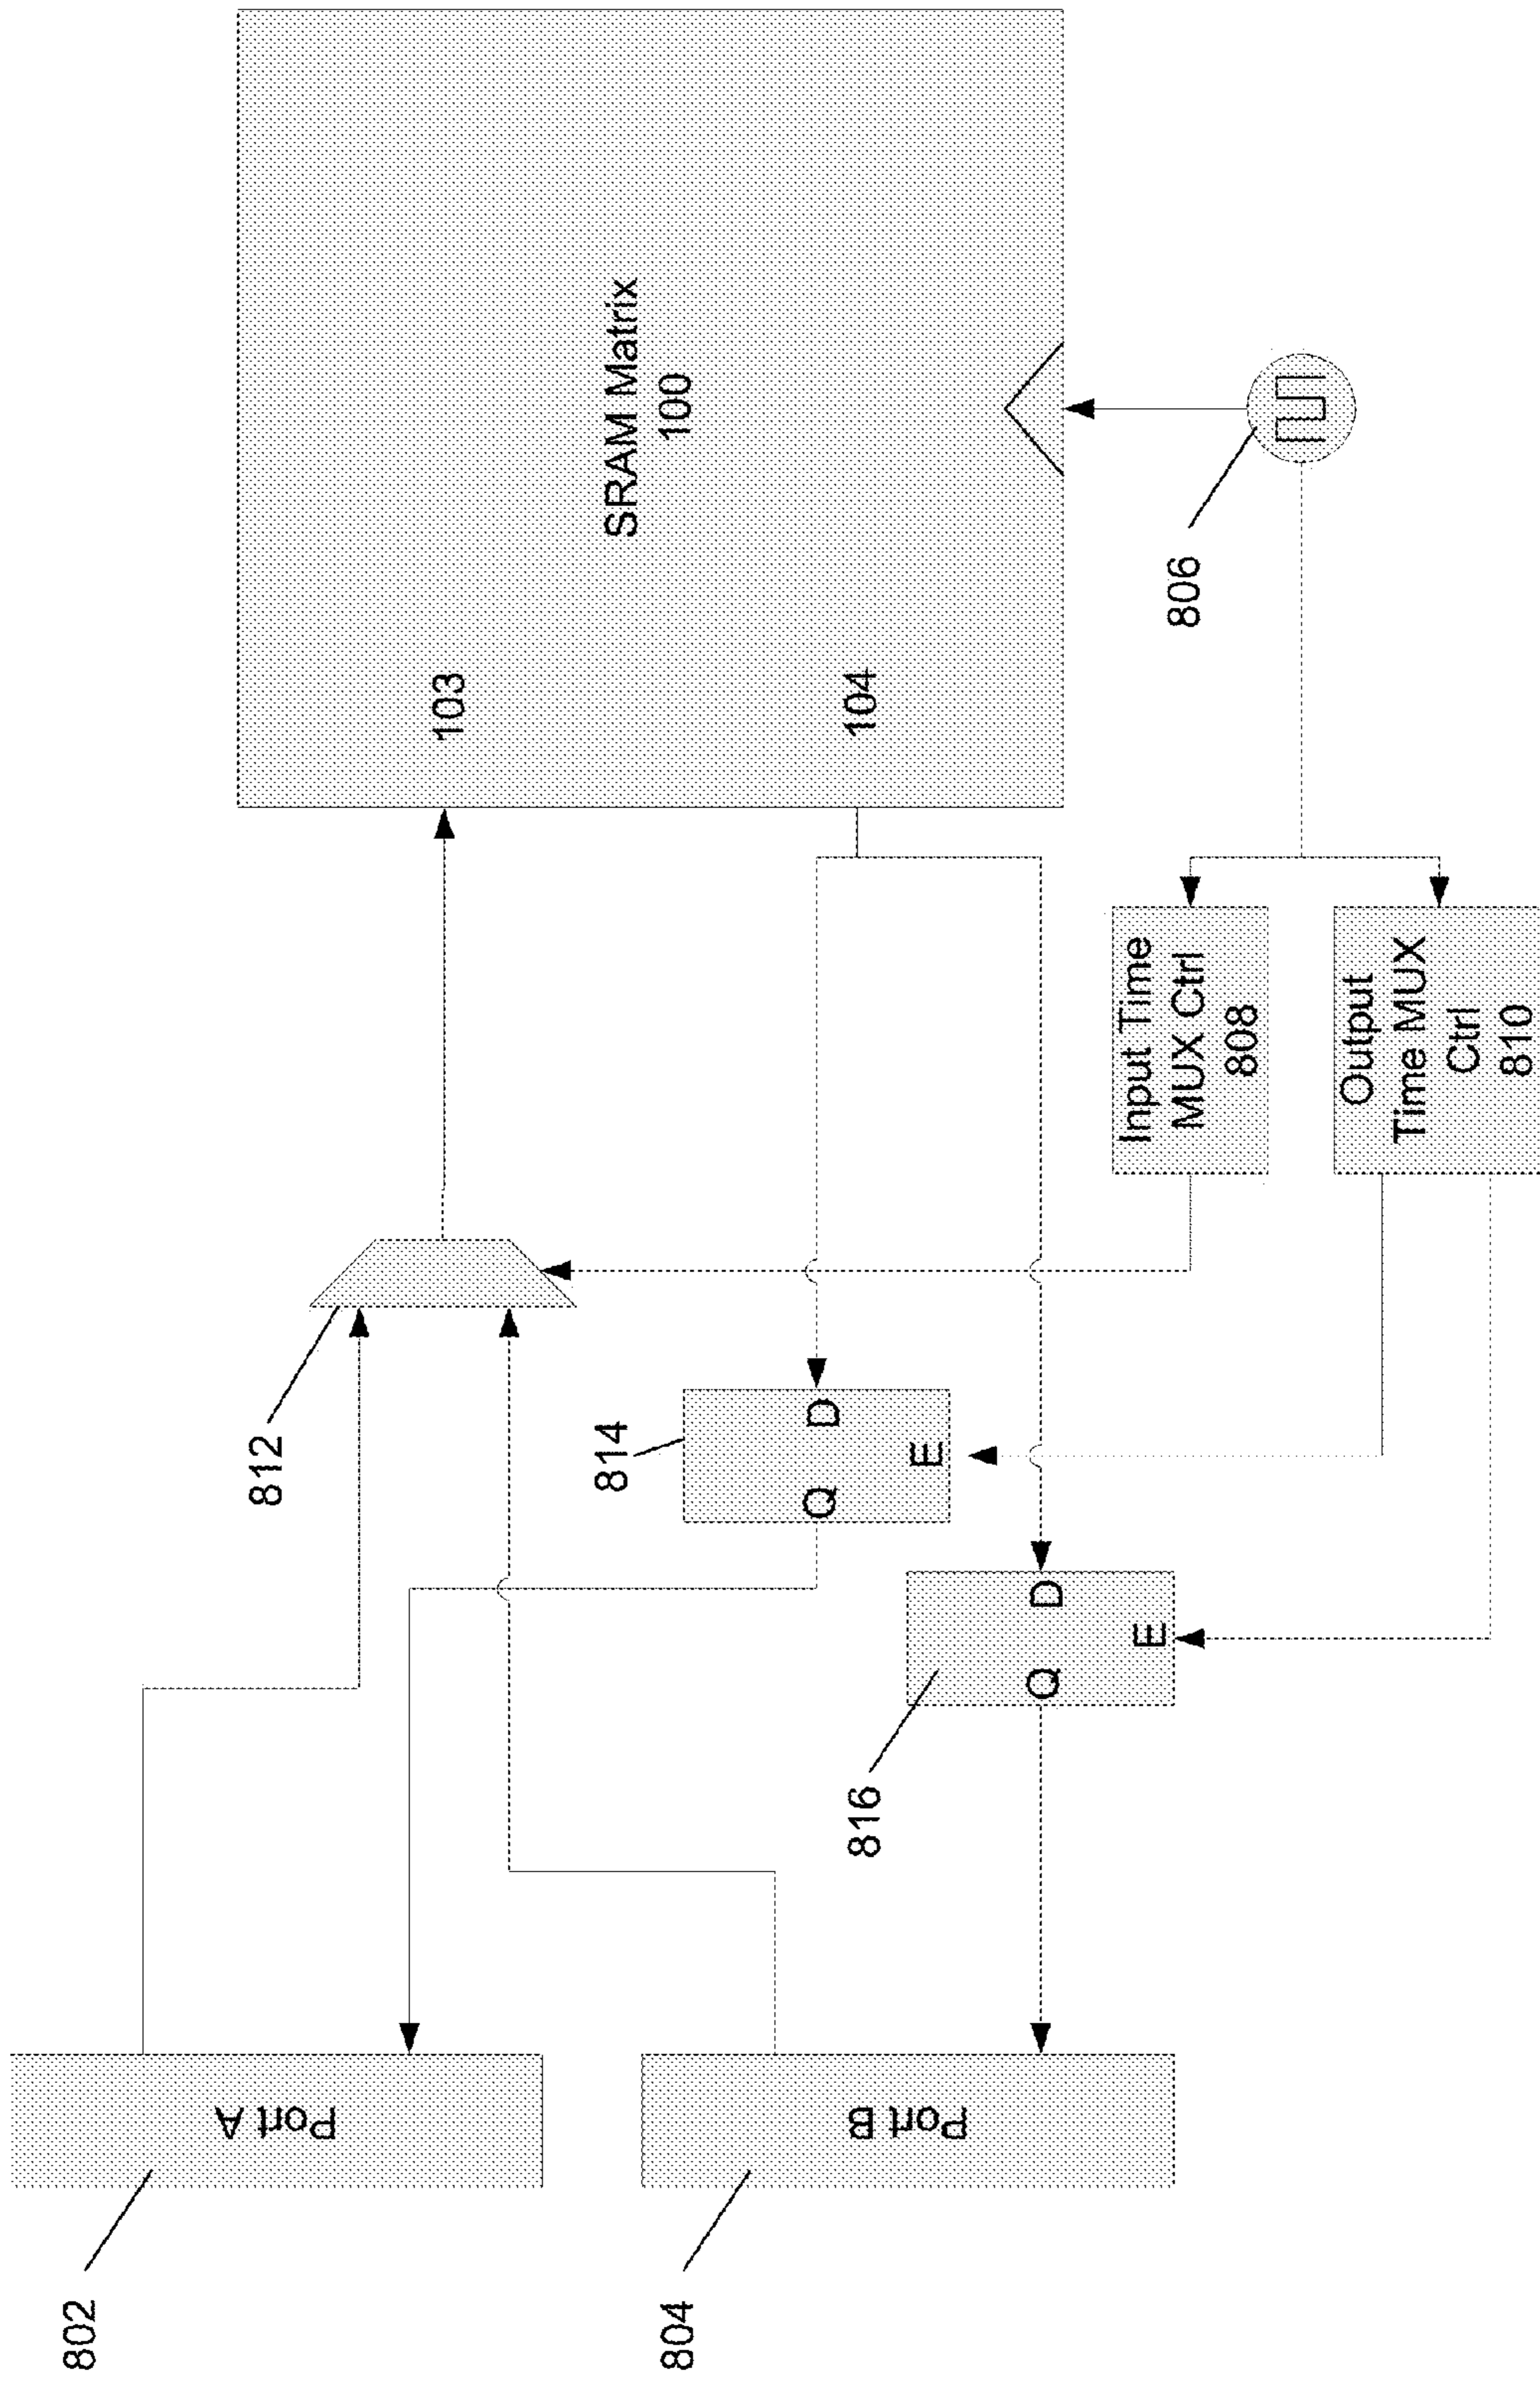 SRAM Matrix
100
103
104
806
Input Time
MUX Ctrl
808
Output
Time MUX
Ctrl
810
812
814
D
Q
E
816
D
Q
E
Port A
802
Port B
804